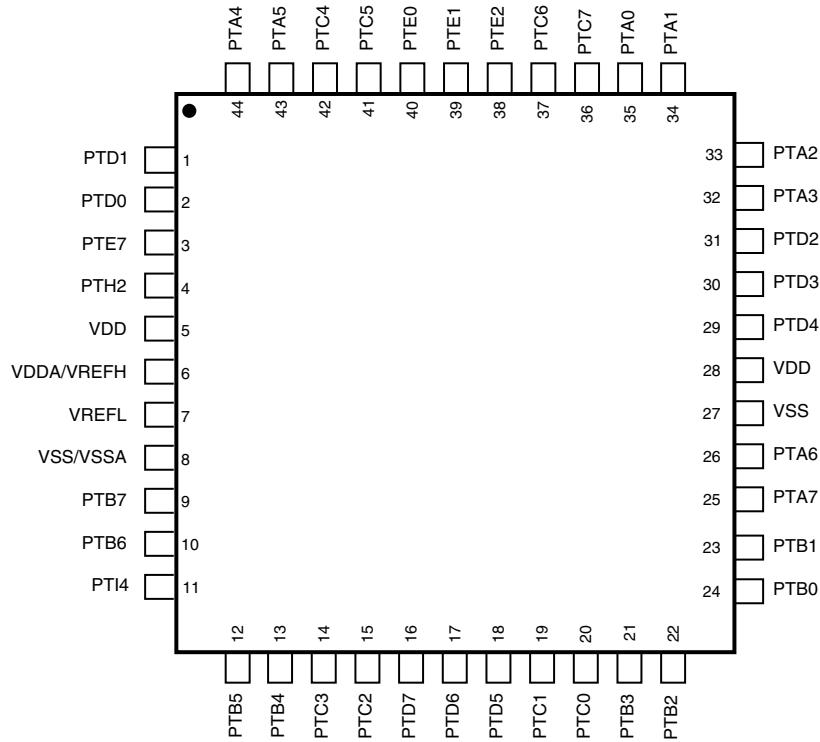 PTA4 PTA5 PTC4 PTC5 PTE0 PTE1 PTE2 PTC6 PTC7 PTA0 PTA1
44 43 42 41 40 39 38 37 36 35 34
PTD1 1
PTD0 2
PTE7 3
PTH2 4
VDD 5
VDDA/VREFH 6
VREFL 7
VSS/VSSA 8
PTB7 9
PTB6 10
PTI4 11
33 PTA2
32 PTA3
31 PTD2
30 PTD3
29 PTD4
28 VDD
27 VSS
26 PTA6
25 PTA7
23 PTB1
24 PTB0
12 13 14 15 16 17 18 19 20 21 22
PTB5 PTB4 PTC3 PTC2 PTD7 PTD6 PTD5 PTC1 PTC0 PTB3 PTB2